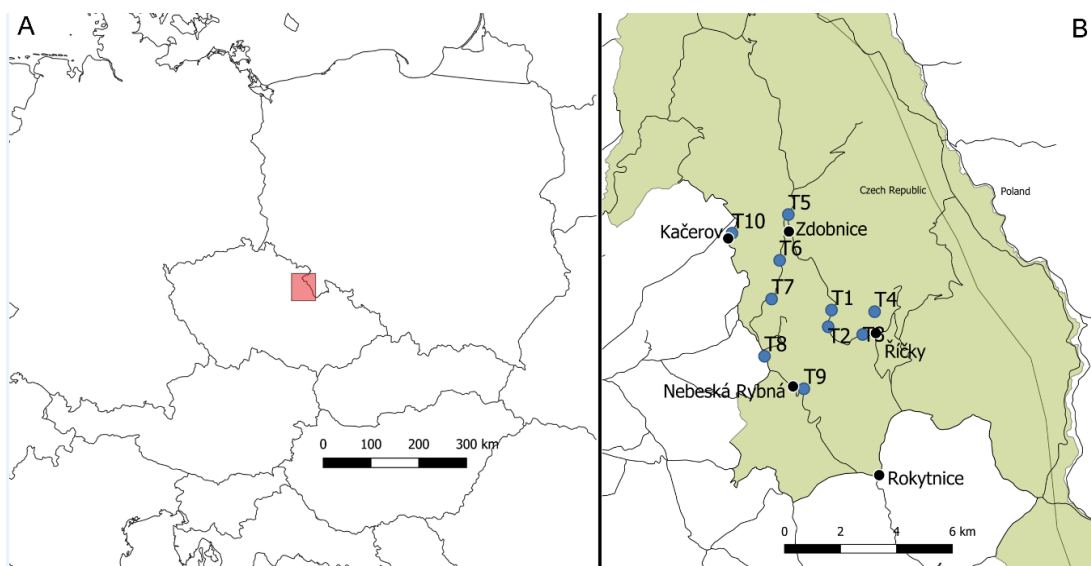 A
0 100 200 300 km
B
Czech Republic
Poland
T5
T10
Zdobnice
Kačerov
T6
T7
T1
T4
T2
T3
Říčky
T8
T9
Nebeská Rybná
Rokytnice
0 2 4 6 km